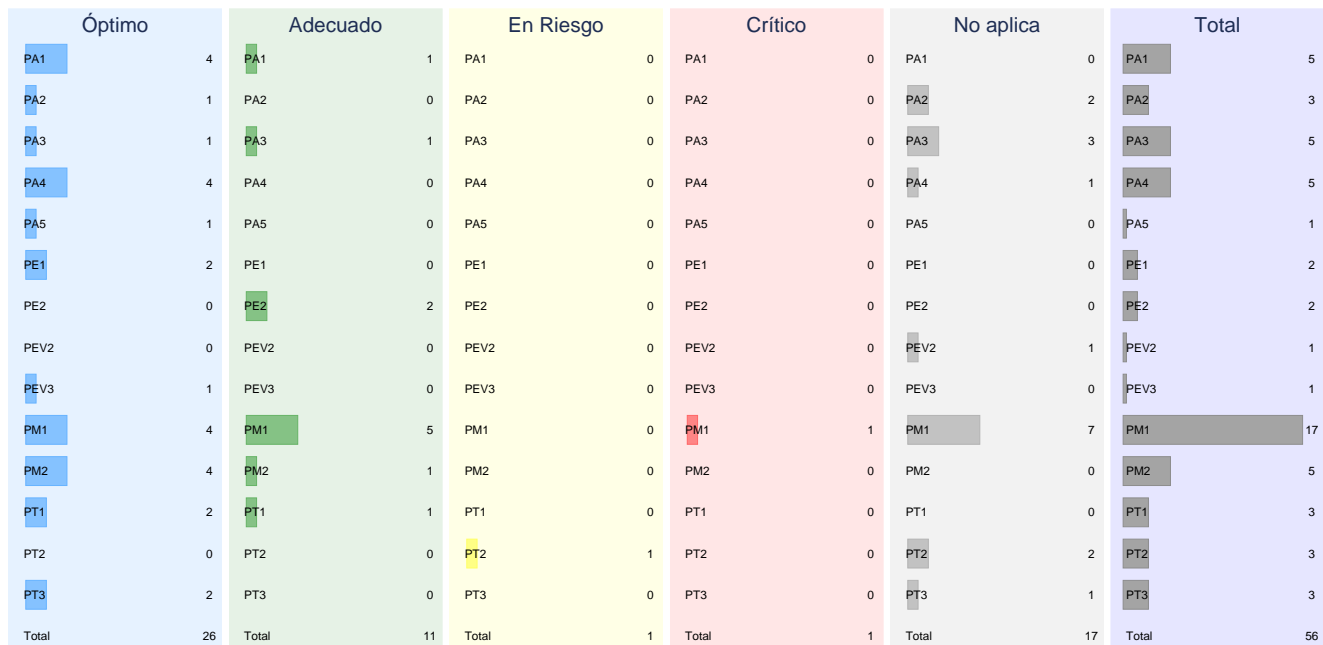 Óptimo Adecuado En Riesgo Crítico No aplica Total
PA1 4 PA1 1 PA1 0 PA1 0 PA1 0 PA1 5
PA2 1 PA2 0 PA2 0 PA2 0 PA2 2 PA2 3
PA3 1 PA3 1 PA3 0 PA3 0 PA3 3 PA3 5
PA4 4 PA4 0 PA4 0 PA4 0 PA4 1 PA4 5
PA5 1 PA5 0 PA5 0 PA5 0 PA5 0 PA5 1
PE1 2 PE1 0 PE1 0 PE1 0 PE1 0 PE1 2
PE2 0 PE2 2 PE2 0 PE2 0 PE2 0 PE2 2
PEV2 0 PEV2 0 PEV2 0 PEV2 0 PEV2 1 PEV2 1
PEV3 1 PEV3 0 PEV3 0 PEV3 0 PEV3 0 PEV3 1
PM1 4 PM1 5 PM1 0 PM1 1 PM1 7 PM1 17
PM2 4 PM2 1 PM2 0 PM2 0 PM2 0 PM2 5
PT1 2 PT1 1 PT1 0 PT1 0 PT1 0 PT1 3
PT2 0 PT2 0 PT2 1 PT2 0 PT2 2 PT2 3
PT3 2 PT3 0 PT3 0 PT3 0 PT3 1 PT3 3
Total 26 Total 11 Total 1 Total 1 Total 17 Total 56